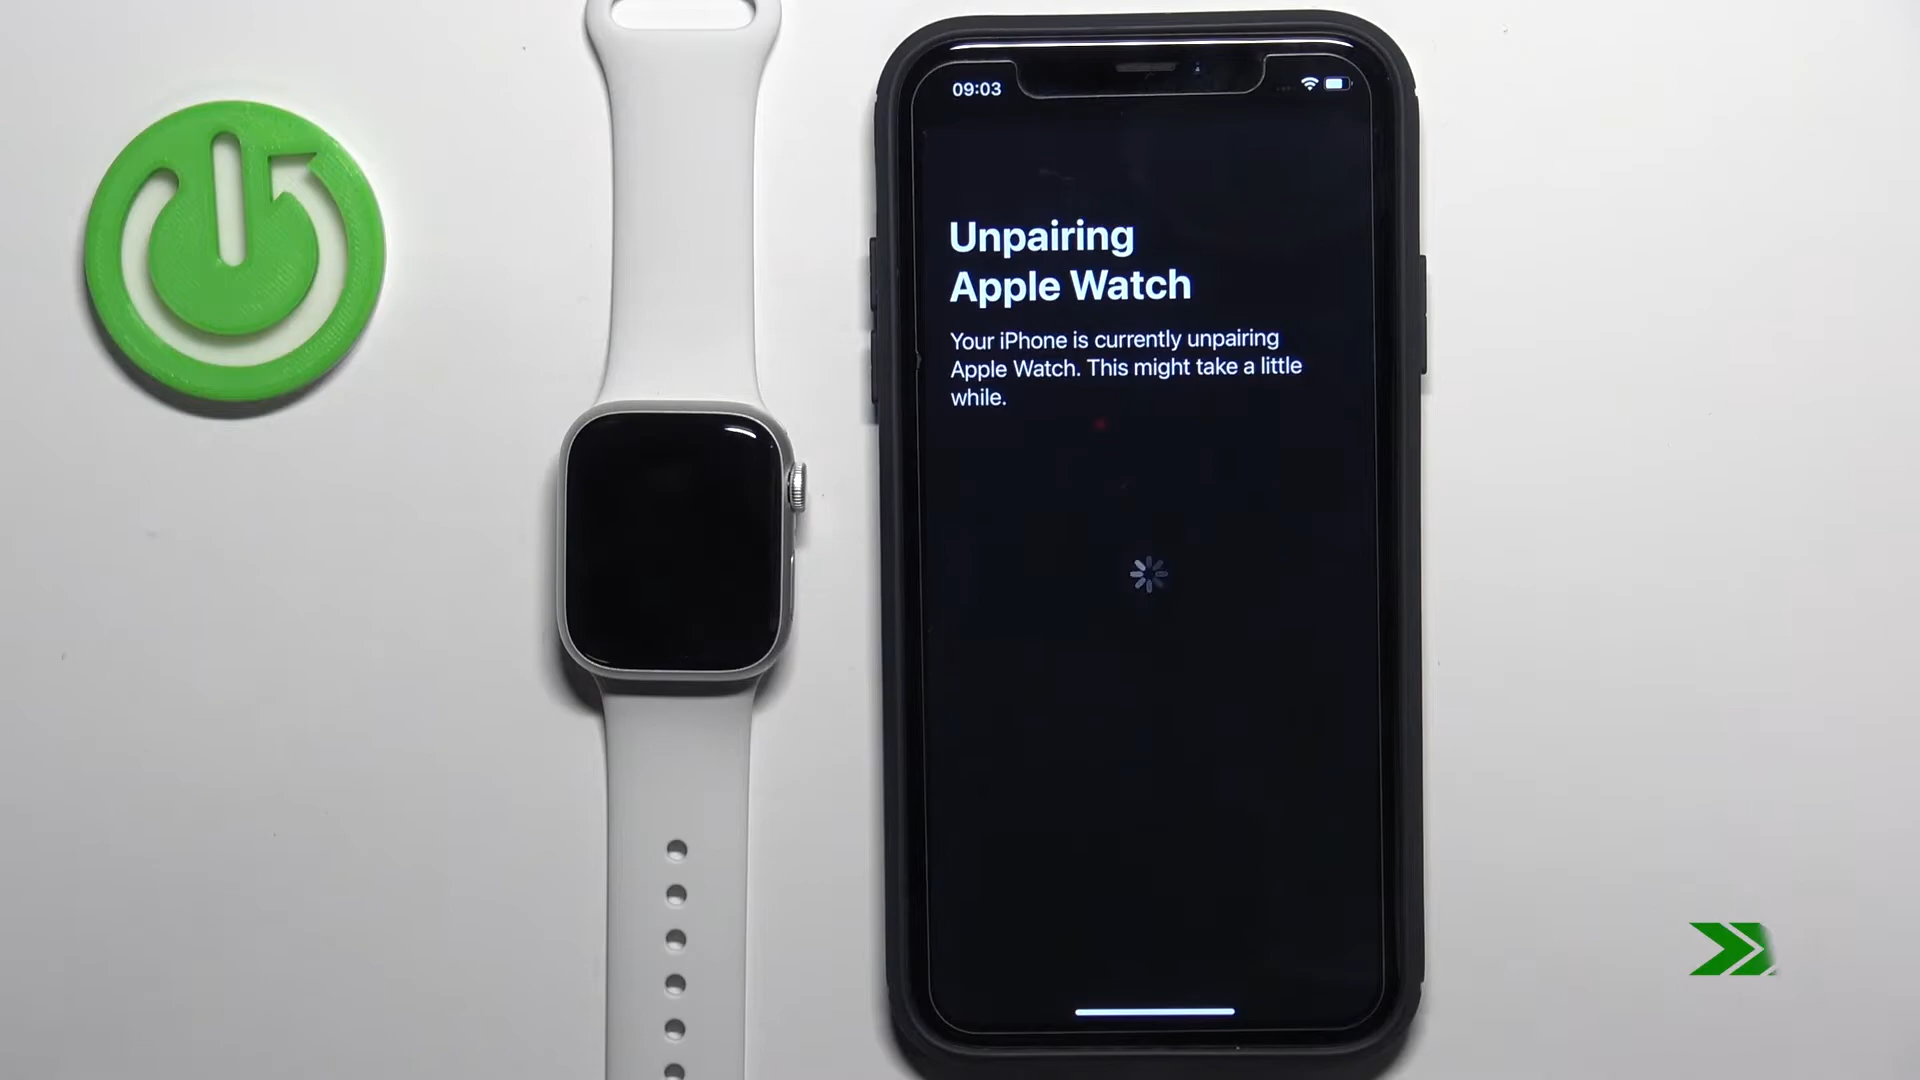 09:03
Unpairing
Apple Watch
Your iPhone is currently unpairing
Apple Watch. This might take a little
while.